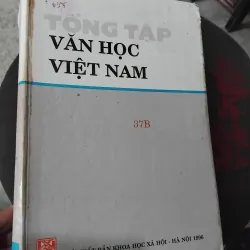 TỔNG TẬP
VĂN HỌC
VIỆT NAM
37B
XUẤT BẢN KHOA HỌC XÃ HỘI - HÀ NỘI 1996